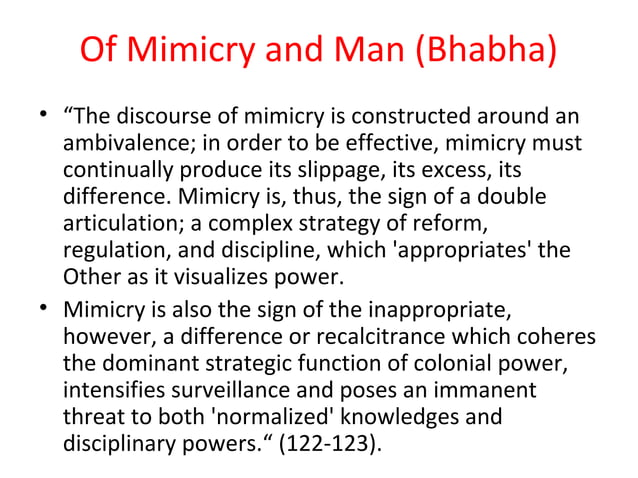 Of Mimicry and Man (Bhabha)
• “The discourse of mimicry is constructed around an
ambivalence; in order to be effective, mimicry must
continually produce its slippage, its excess, its
difference. Mimicry is, thus, the sign of a double
articulation; a complex strategy of reform,
regulation, and discipline, which 'appropriates' the
Other as it visualizes power.
• Mimicry is also the sign of the inappropriate,
however, a difference or recalcitrance which coheres
the dominant strategic function of colonial power,
intensifies surveillance and poses an immanent
threat to both 'normalized' knowledges and
disciplinary powers.“ (122-123).